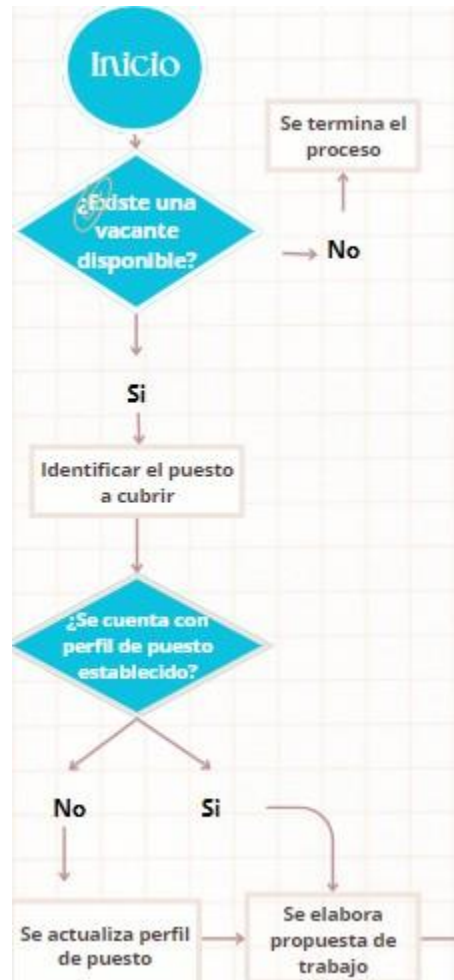 Inicio
Se termina el
proceso
¿Existe una
vacante
disponible?
No
Si
Identificar el puesto
a cubrir
¿Se cuenta con
perfil de puesto
establecido?
No
Si
Se actualiza perfil
de puesto
Se elabora
propuesta de
trabajo